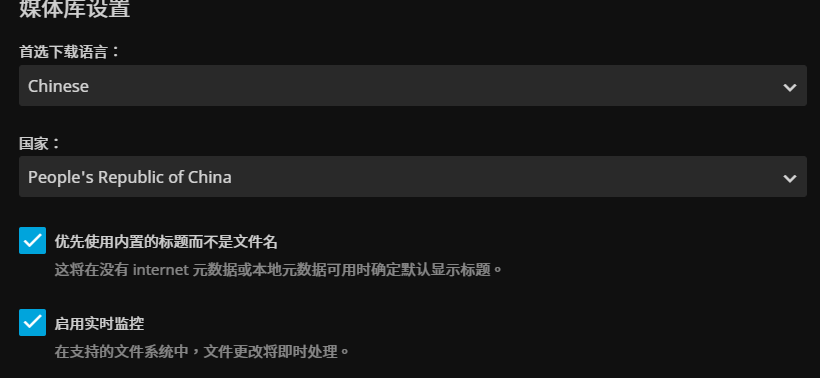 媒体库设置
首选下载语言：
Chinese
国家：
People's Republic of China
优先使用内置的标题而不是文件名
这将在没有 internet 元数据或本地元数据可用时确定默认显示标题。
启用实时监控
在支持的文件系统中，文件更改将即时处理。